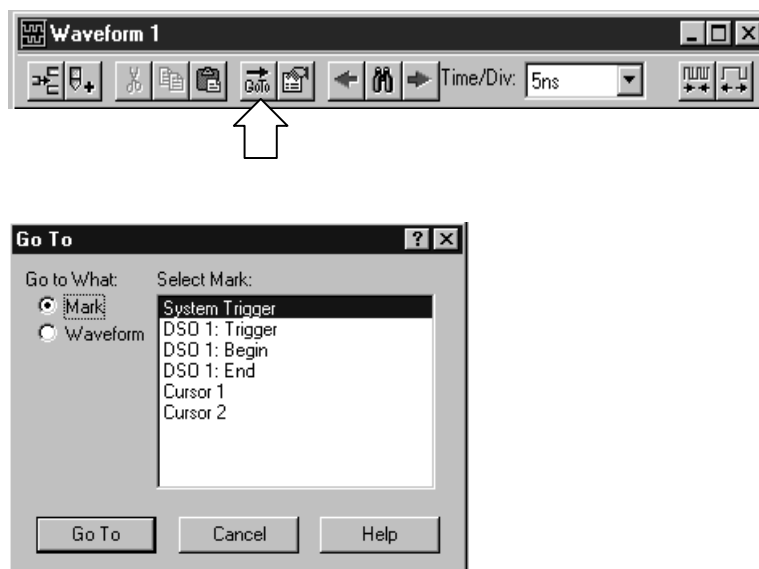 Waveform 1
GoTo
Time/Div: 5ns
Go To
Go to What:
Mark
Waveform
Select Mark:
System Trigger
DSO 1: Trigger
DSO 1: Begin
DSO 1: End
Cursor 1
Cursor 2
Go To
Cancel
Help